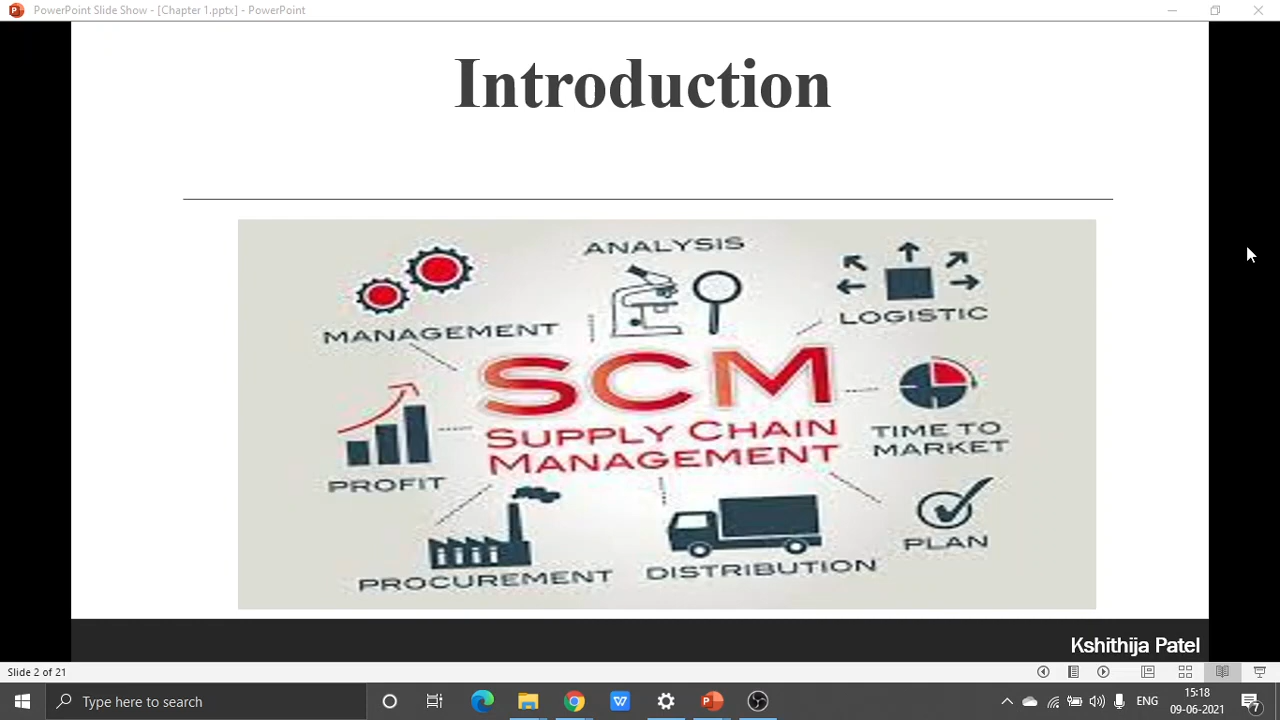 PowerPoint Slide Show - [Chapter 1.pptx] - PowerPoint
Introduction
ANALYSIS
LOGISTIC
MANAGEMENT
SCM
SUPPLY CHAIN
MANAGEMENT
TIME TO
MARKET
PROFIT
PLAN
PROCUREMENT
DISTRIBUTION
Kshithija Patel
Slide 2 of 21
Type here to search
ENG
15:18
09-06-2021
7